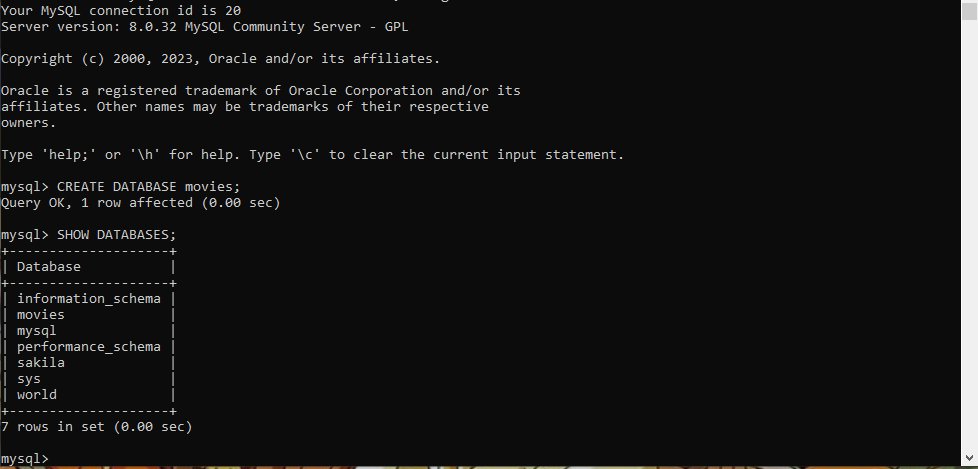 Your MySQL connection id is 20
Server version: 8.0.32 MySQL Community Server - GPL
Copyright (c) 2000, 2023, Oracle and/or its affiliates.
Oracle is a registered trademark of Oracle Corporation and/or its
affiliates. Other names may be trademarks of their respective
owners.
Type 'help;' or '\h' for help. Type '\c' to clear the current input statement.
mysql> CREATE DATABASE movies;
Query OK, 1 row affected (0.00 sec)
mysql> SHOW DATABASES;
+--------------------+
| Database           |
+--------------------+
| information_schema |
| movies             |
| mysql              |
| performance_schema |
| sakila             |
| sys                |
| world              |
+--------------------+
7 rows in set (0.00 sec)
mysql>